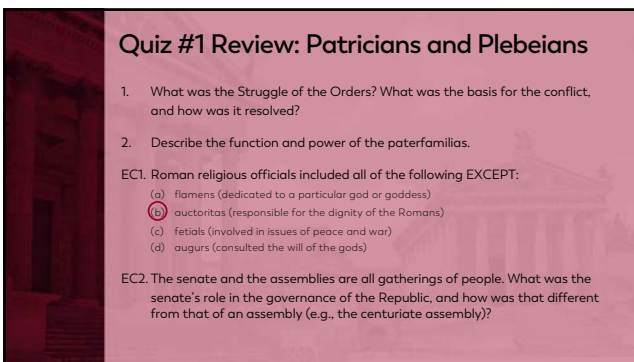 Quiz #1 Review: Patricians and Plebeians
1. What was the Struggle of the Orders? What was the basis for the conflict,
and how was it resolved?
2. Describe the function and power of the paterfamilias.
EC1. Roman religious officials included all of the following EXCEPT:
(a) flamens (dedicated to a particular god or goddess)
(b) auctoritas (responsible for the dignity of the Romans)
(c) fetials (involved in issues of peace and war)
(d) augurs (consulted the will of the gods)
EC2. The senate and the assemblies are all gatherings of people. What was the
senate's role in the governance of the Republic, and how was that different
from that of an assembly (e.g., the centuriate assembly)?